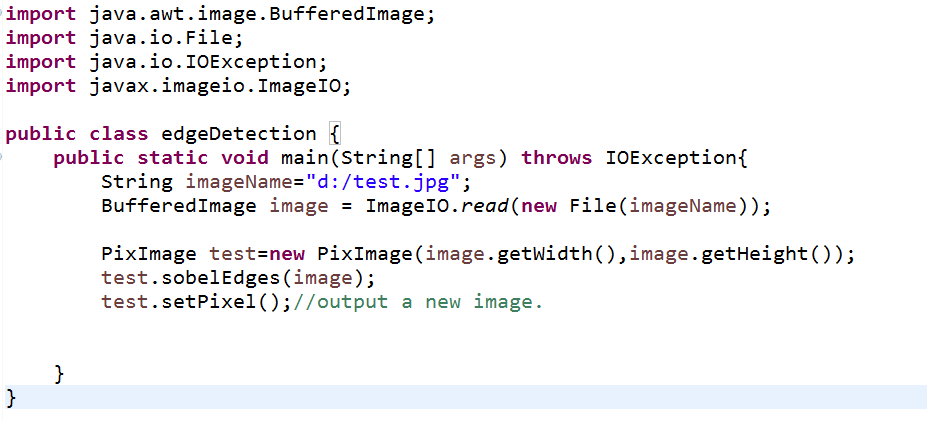 import java.awt.image.BufferedImage;
import java.io.File;
import java.io.IOException;
import javax.imageio.ImageIO;

public class edgeDetection {
    public static void main(String[] args) throws IOException{
        String imageName="d:/test.jpg";
        BufferedImage image = ImageIO.read(new File(imageName));

        PixImage test=new PixImage(image.getWidth(),image.getHeight());
        test.sobelEdges(image);
        test.setPixel();//output a new image.


    }
}